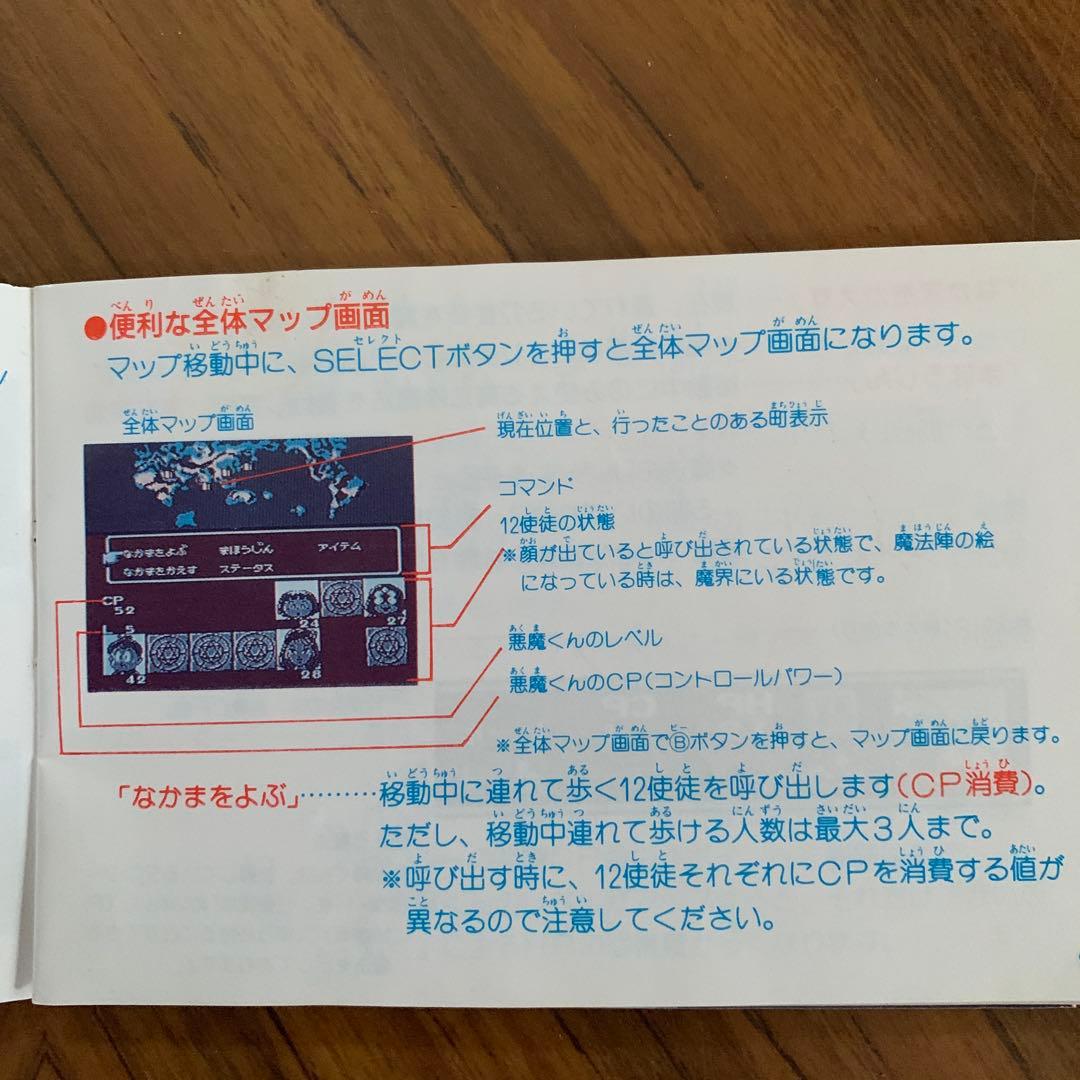 ●便利な全体マップ画面
マップ移動中に、SELECTボタンを押すと全体マップ画面になります。
全体マップ画面
現在位置と、行ったことのある町表示
コマンド
12使徒の状態
※顔が出ていると呼び出されている状態で、魔法陣の絵
になっている時は、魔界にいる状態です。
なかまをよぶ まほうじん アイテム
なかまをかえす ステータス
CP
52
L 5
24 27
42 28
悪魔くんのレベル
悪魔くんのCP(コントロールパワー)
※全体マップ画面でⒷボタンを押すと、マップ画面に戻ります。
「なかまをよぶ」………移動中に連れて歩く12使徒を呼び出します(CP消費)。
ただし、移動中連れて歩ける人数は最大3人まで。
※呼び出す時に、12使徒それぞれにCPを消費する値が
異なるので注意してください。